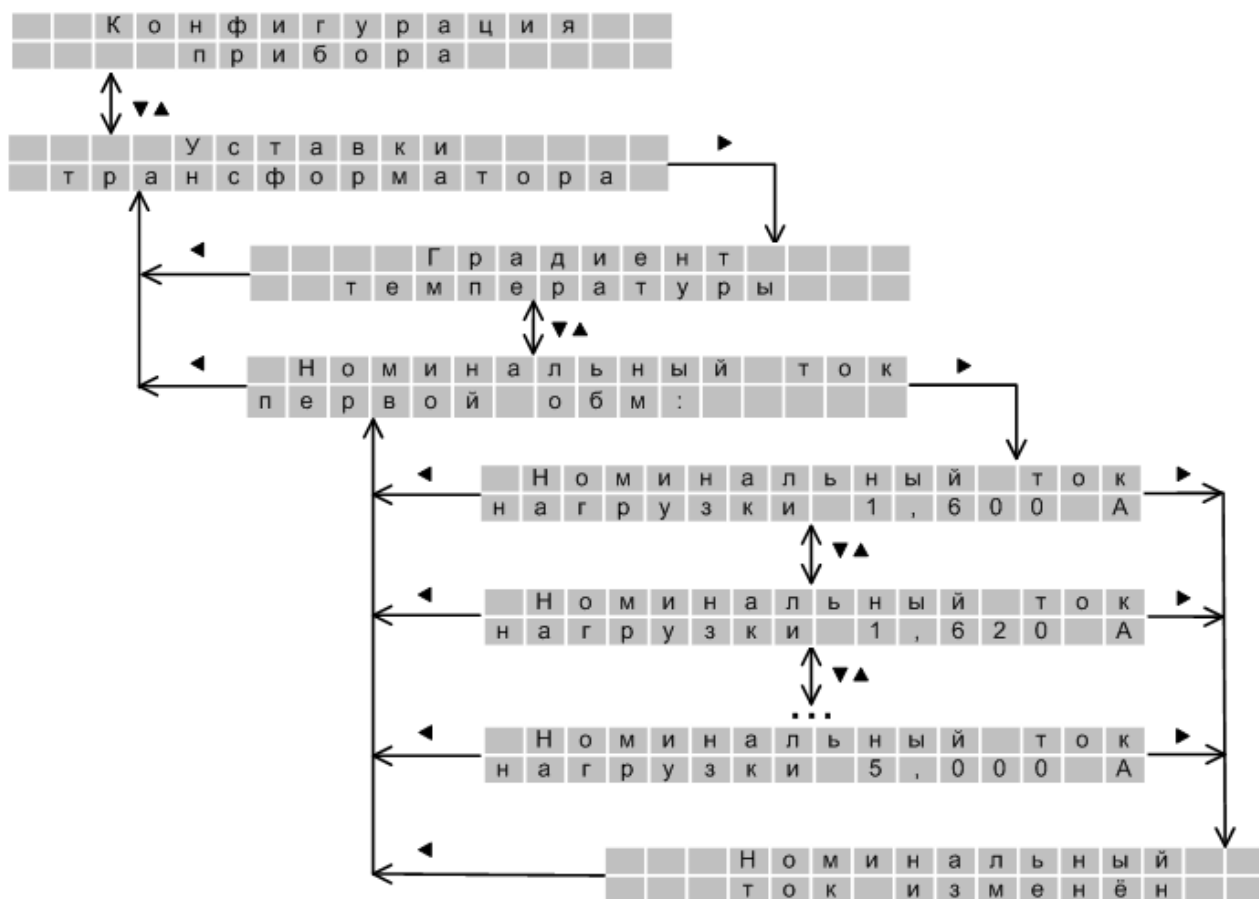 Конфигурация
прибора
▼▲
Уставки
трансформатора
►
◄
Градиент
температуры
▼▲
◄
Номинальный ток
первой обм:
►
◄
Номинальный ток
нагрузки 1,600 А
►
▼▲
◄
Номинальный ток
нагрузки 1,620 А
►
▼▲
...
◄
Номинальный ток
нагрузки 5,000 А
►
◄
Номинальный
ток изменён